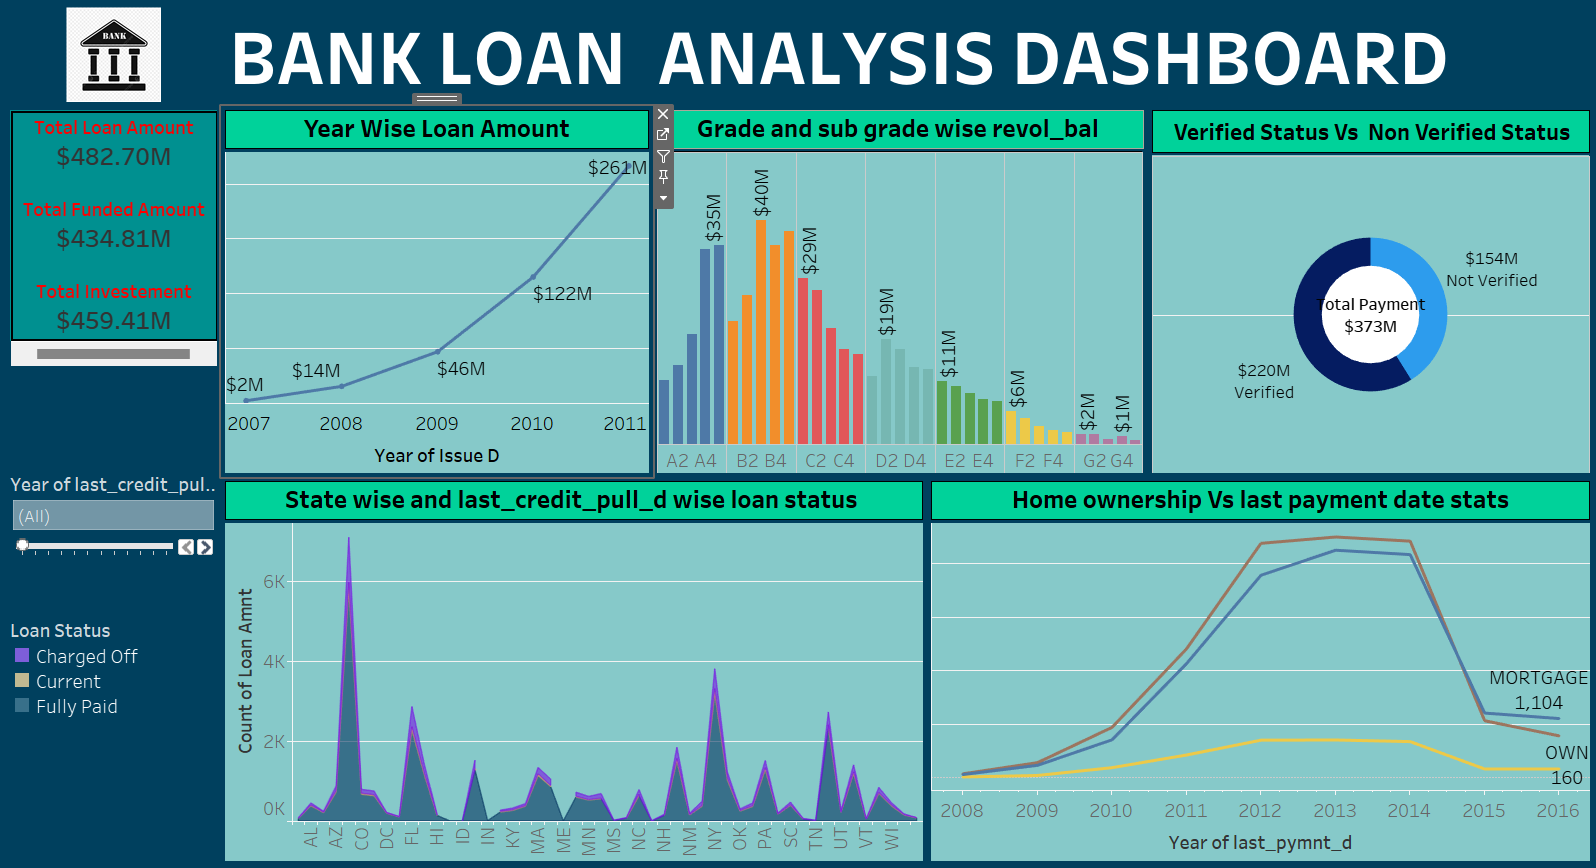 BANK
BANK LOAN  ANALYSIS DASHBOARD
Total Loan Amount
$482.70M
Total Funded Amount
$434.81M
Total Investement
$459.41M
Year of last_credit_pul..
(All)
Loan Status
Charged Off
Current
Fully Paid
Year Wise Loan Amount
$261M
$122M
$46M
$14M
$2M
2007 2008 2009 2010 2011
Year of Issue D
Grade and sub grade wise revol_bal
$35M
$40M
$29M
$19M
$11M
$6M
$2M
$1M
A2 A4 B2 B4 C2 C4 D2 D4 E2 E4 F2 F4 G2 G4
Verified Status Vs  Non Verified Status
$154M
Not Verified
Total Payment
$373M
$220M
Verified
State wise and last_credit_pull_d wise loan status
Count of Loan Amnt
6K
4K
2K
0K
AL AZ CO DC FL HI ID IN KY MA ME MN MS NC NH NM NY OK PA SC TN UT VT WI
Home ownership Vs last payment date stats
MORTGAGE
1,104
OWN
160
2008 2009 2010 2011 2012 2013 2014 2015 2016
Year of last_pymnt_d